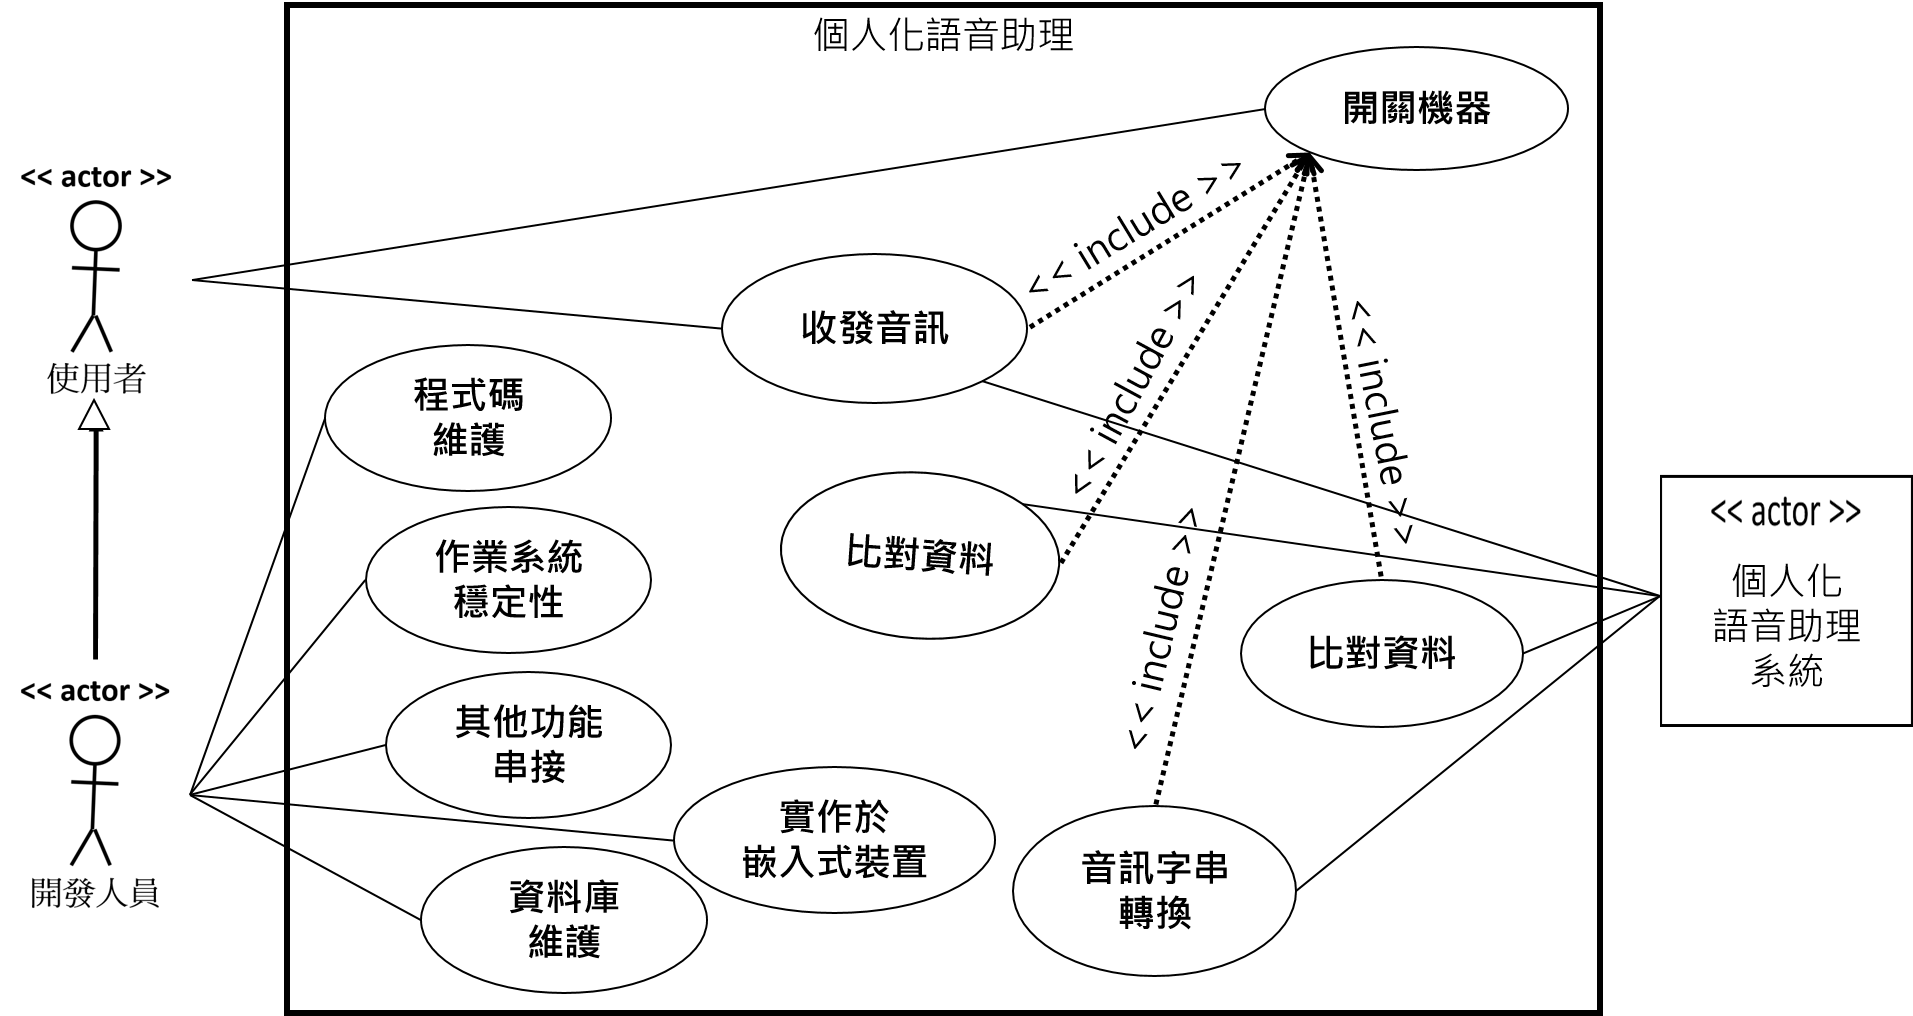 個人化語音助理
開關機器
<< actor >>
使用者
收發音訊
<< include >>
<< include >>
<< include >>
<< include >>
程式碼
維護
作業系統
穩定性
比對資料
比對資料
<< actor >>
個人化
語音助理
系統
<< actor >>
開發人員
其他功能
串接
實作於
嵌入式裝置
資料庫
維護
音訊字串
轉換